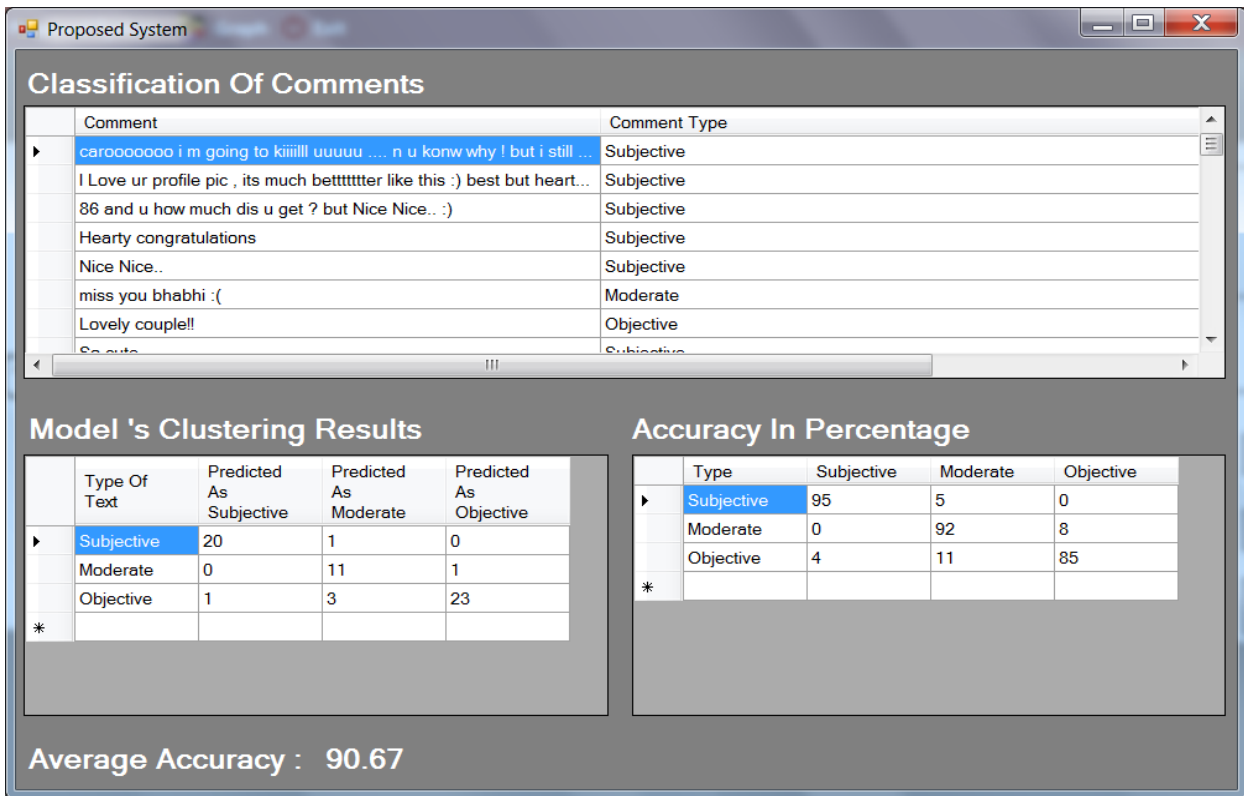 Proposed System
Classification Of Comments
Comment Comment Type
carooooooo i m going to kiiiilll uuuuu .... n u konw why ! but i still ... Subjective
I Love ur profile pic , its much bettttttter like this :) best but heart... Subjective
86 and u how much dis u get ? but Nice Nice.. :) Subjective
Hearty congratulations Subjective
Nice Nice.. Subjective
miss you bhabhi :( Moderate
Lovely couple!! Objective
So cute Subjective
Model 's Clustering Results
Type Of Text Predicted As Subjective Predicted As Moderate Predicted As Objective
Subjective 20 1 0
Moderate 0 11 1
Objective 1 3 23
Accuracy In Percentage
Type Subjective Moderate Objective
Subjective 95 5 0
Moderate 0 92 8
Objective 4 11 85
Average Accuracy : 90.67